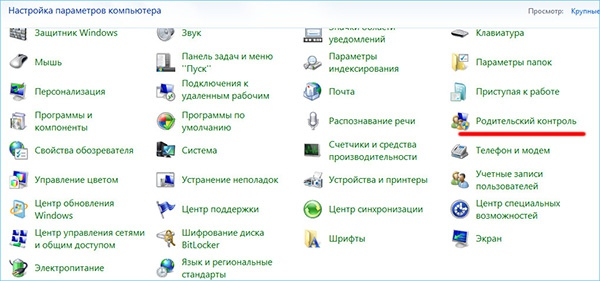 Настройка параметров компьютера
Просмотр: Крупные
Защитник Windows
Звук
Значки области
уведомлений
Клавиатура
Мышь
Панель задач и меню
"Пуск"
Параметры
индексирования
Параметры папок
Персонализация
Подключения к
удаленным рабочим
Почта
Приступая к работе
Программы и
компоненты
Программы по
умолчанию
Распознавание речи
Родительский контроль
Свойства обозревателя
Система
Счетчики и средства
производительности
Телефон и модем
Управление цветом
Устранение неполадок
Устройства и принтеры
Учетные записи
пользователей
Центр обновления
Windows
Центр поддержки
Центр синхронизации
Центр специальных
возможностей
Центр управления сетями
и общим доступом
Шифрование диска
BitLocker
Шрифты
Экран
Электропитание
Язык и региональные
стандарты